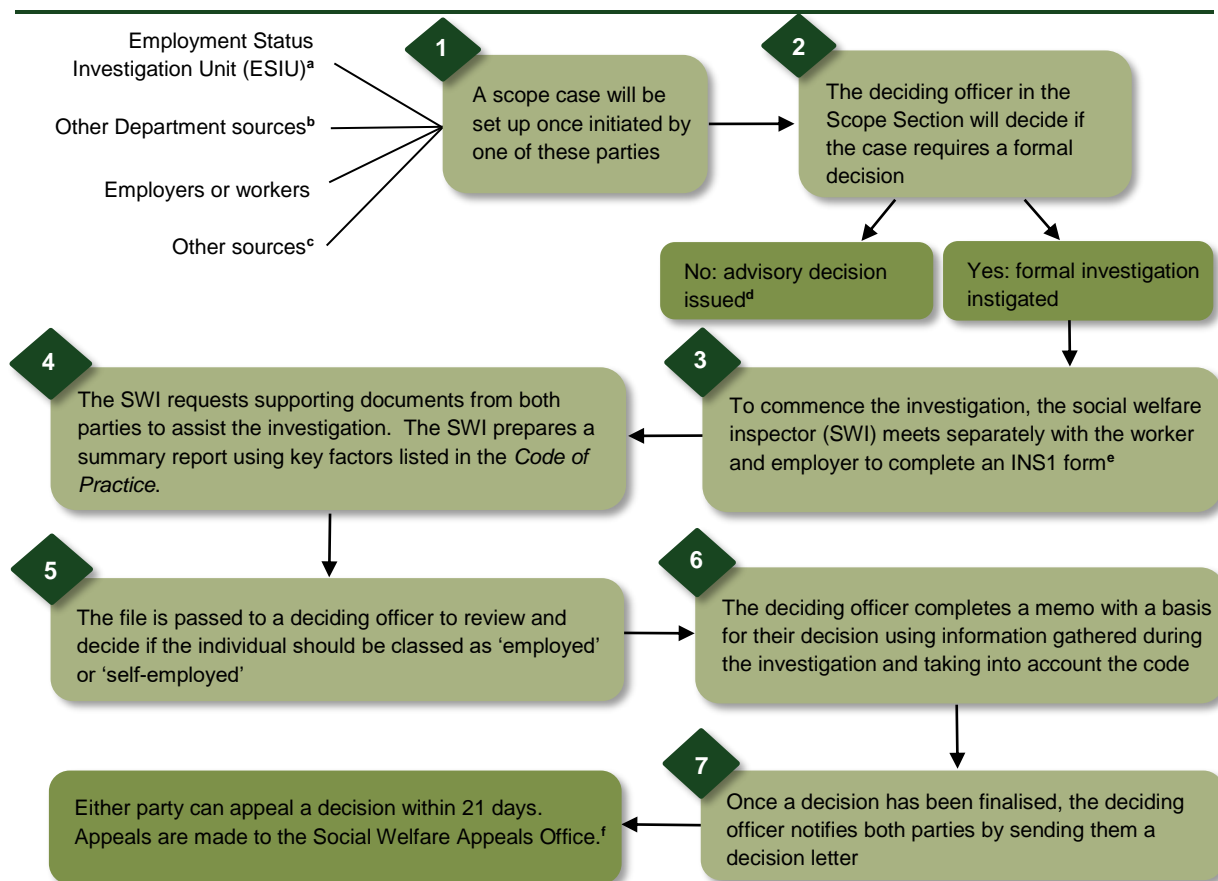 Employment Status
Investigation Unit (ESIU)a
Other Department sourcesb
Employers or workers
Other sourcesc
1
A scope case will be
set up once initiated by
one of these parties
2
The deciding officer in the
Scope Section will decide if
the case requires a formal
decision
No: advisory decision
issuedd
Yes: formal investigation
instigated
3
To commence the investigation, the social welfare
inspector (SWI) meets separately with the worker
and employer to complete an INS1 forme
4
The SWI requests supporting documents from both
parties to assist the investigation. The SWI prepares a
summary report using key factors listed in the Code of
Practice.
5
The file is passed to a deciding officer to review and
decide if the individual should be classed as ‘employed’
or ‘self-employed’
6
The deciding officer completes a memo with a basis
for their decision using information gathered during
the investigation and taking into account the code
7
Once a decision has been finalised, the deciding
officer notifies both parties by sending them a
decision letter
Either party can appeal a decision within 21 days.
Appeals are made to the Social Welfare Appeals Office.f